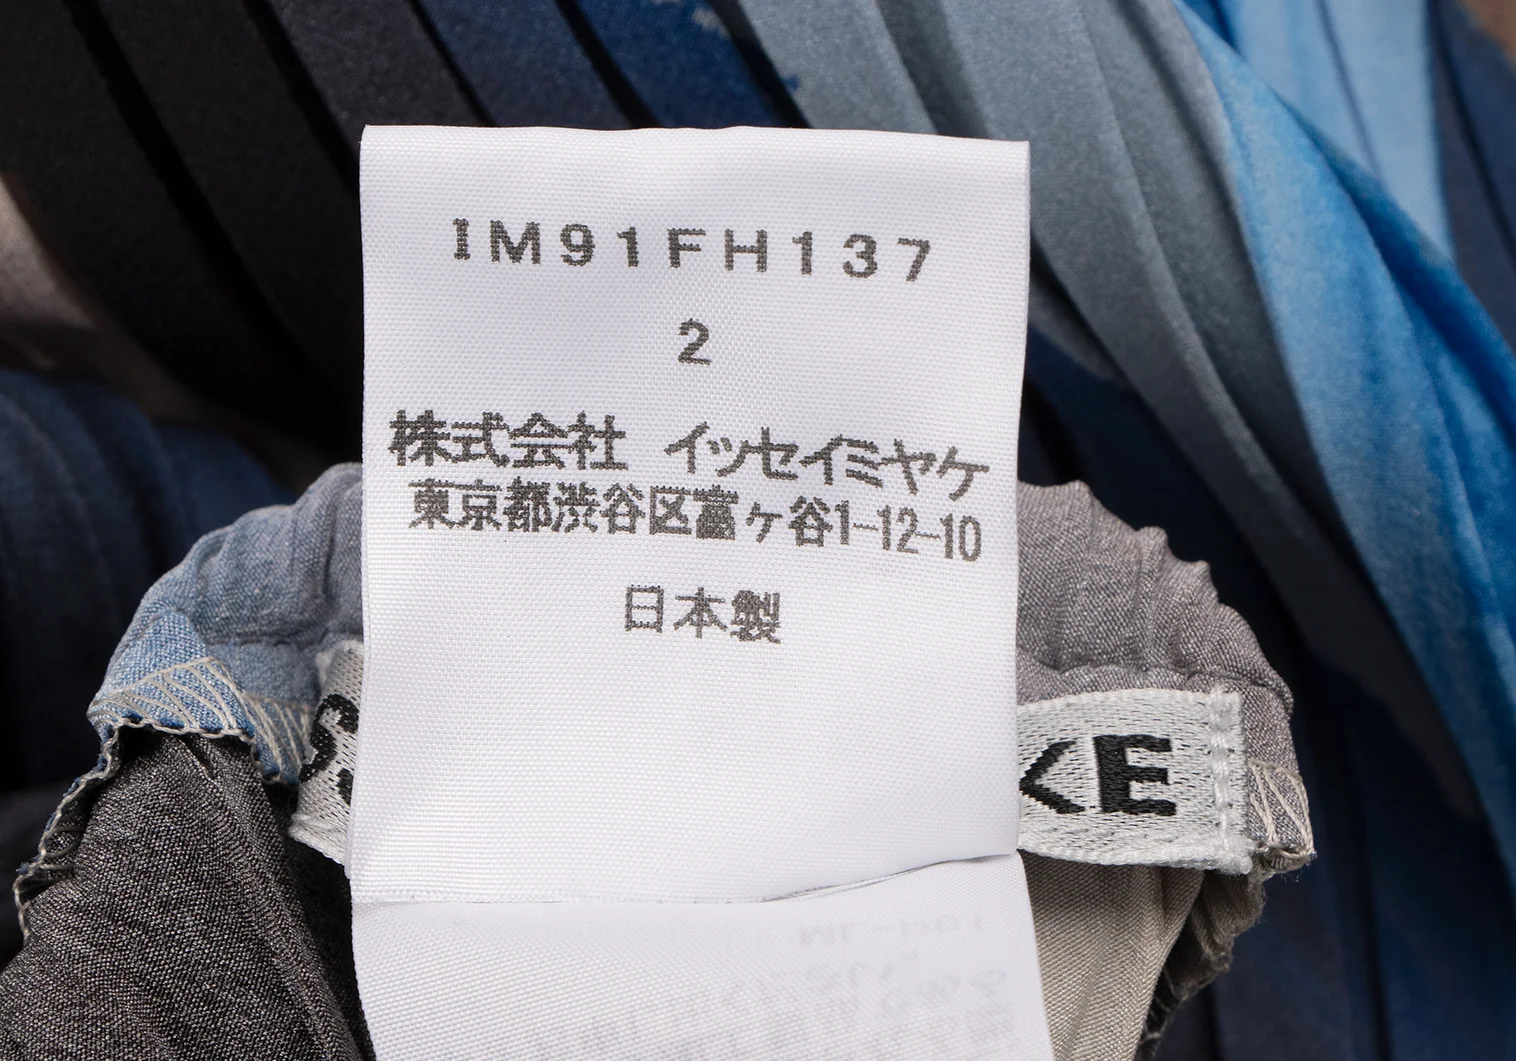 IM91FH137
2
株式会社 イッセイミヤケ
東京都渋谷区富ヶ谷1-12-10
日本製
KE